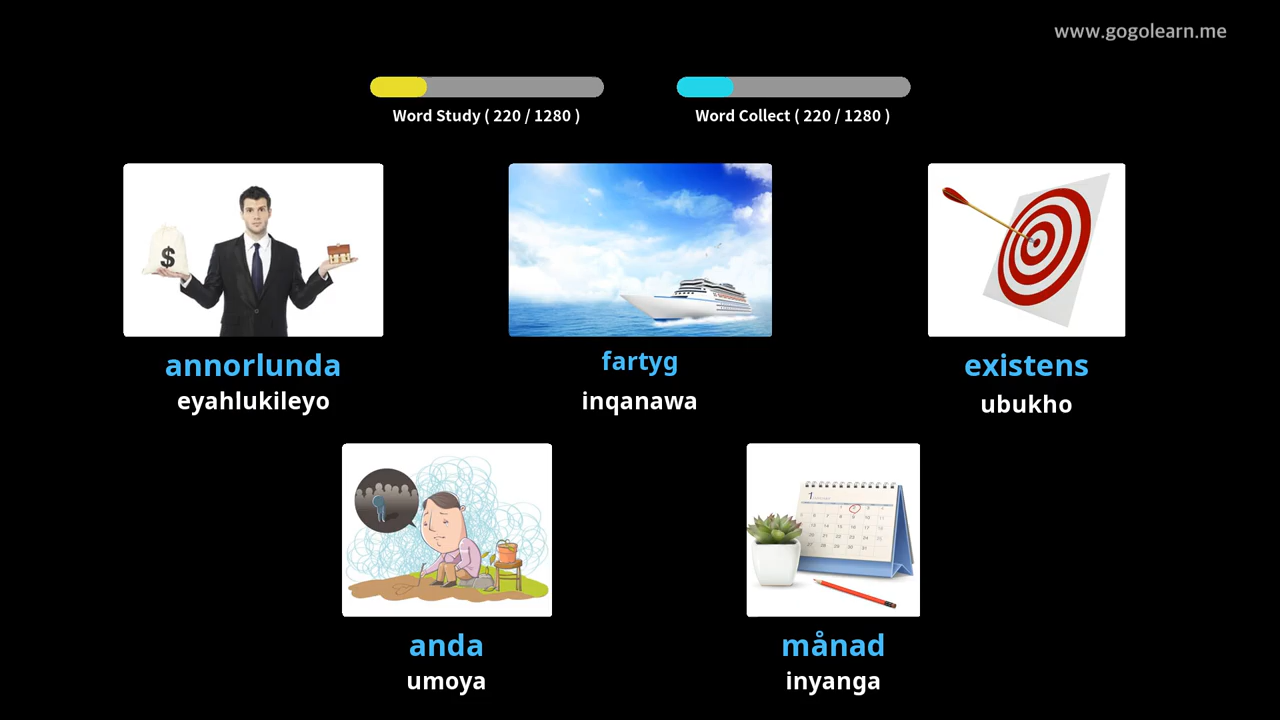 www.gogolearn.me
Word Study ( 220 / 1280 )
Word Collect ( 220 / 1280 )
$
annorlunda
eyahlukileyo
fartyg
inqanawa
existens
ubukho
1
anda
umoya
månad
inyanga